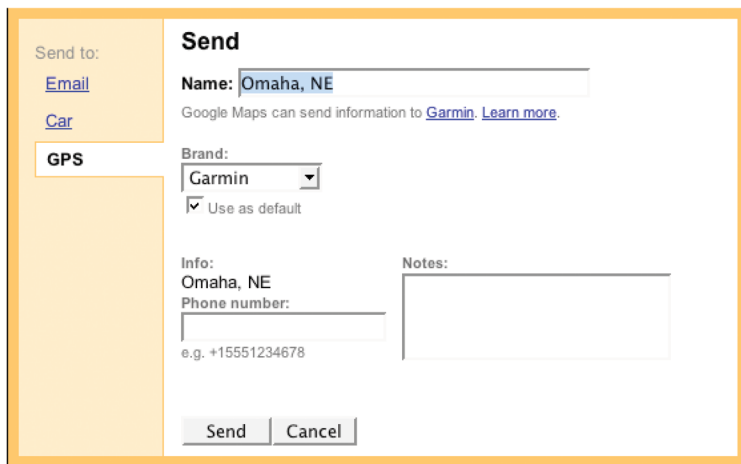 Send to:
Email
Car
GPS
Send
Name: Omaha, NE
Google Maps can send information to Garmin. Learn more.
Brand:
Garmin
Use as default
Info:
Omaha, NE
Phone number:
e.g. +15551234678
Notes:
Send Cancel